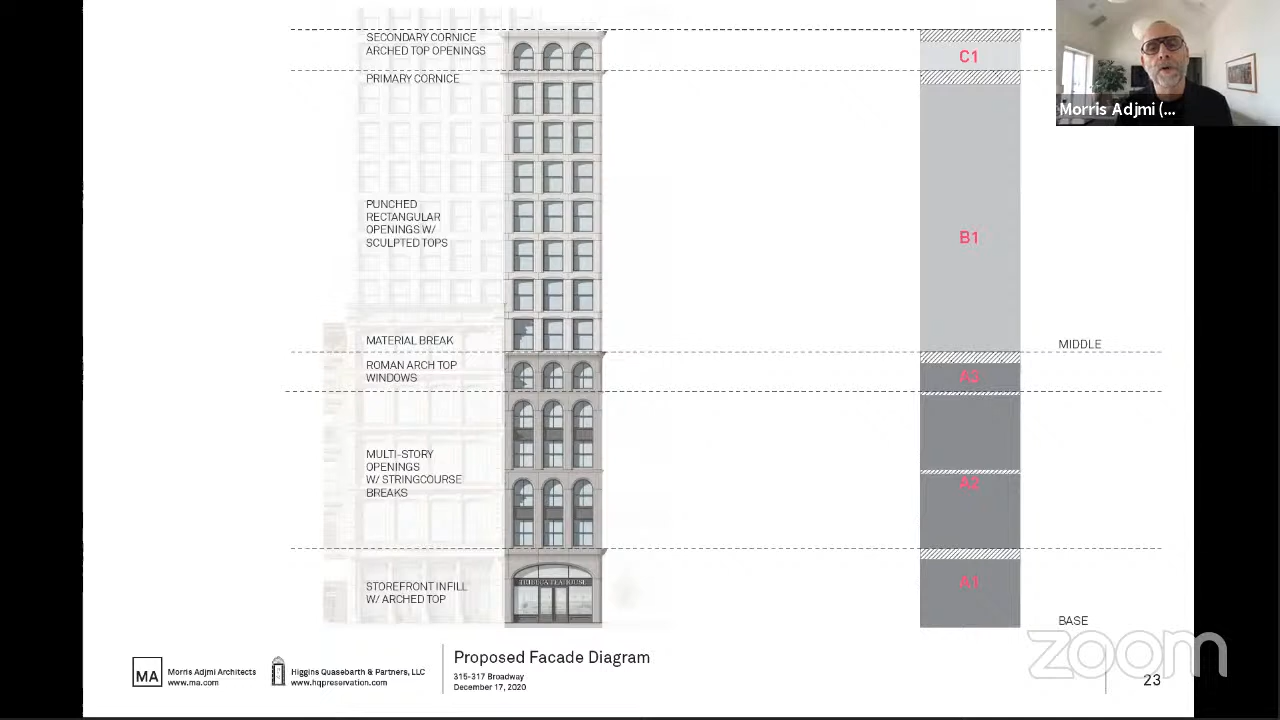 SECONDARY CORNICE
ARCHED TOP OPENINGS
PRIMARY CORNICE
PUNCHED
RECTANGULAR
OPENINGS W/
SCULPTED TOPS
MATERIAL BREAK
ROMAN ARCH TOP
WINDOWS
MULTI-STORY
OPENINGS
W/ STRINGCOURSE
BREAKS
STOREFRONT INFILL
W/ ARCHED TOP
TRIBECA TEA HOUSE
C1
B1
A3
A2
A1
MIDDLE
BASE
Morris Adjmi (...
MA
Morris Adjmi Architects
www.ma.com
Higgins Quasebarth & Partners, LLC
www.hqpreservation.com
Proposed Facade Diagram
315-317 Broadway
December 17, 2020
zoom
23